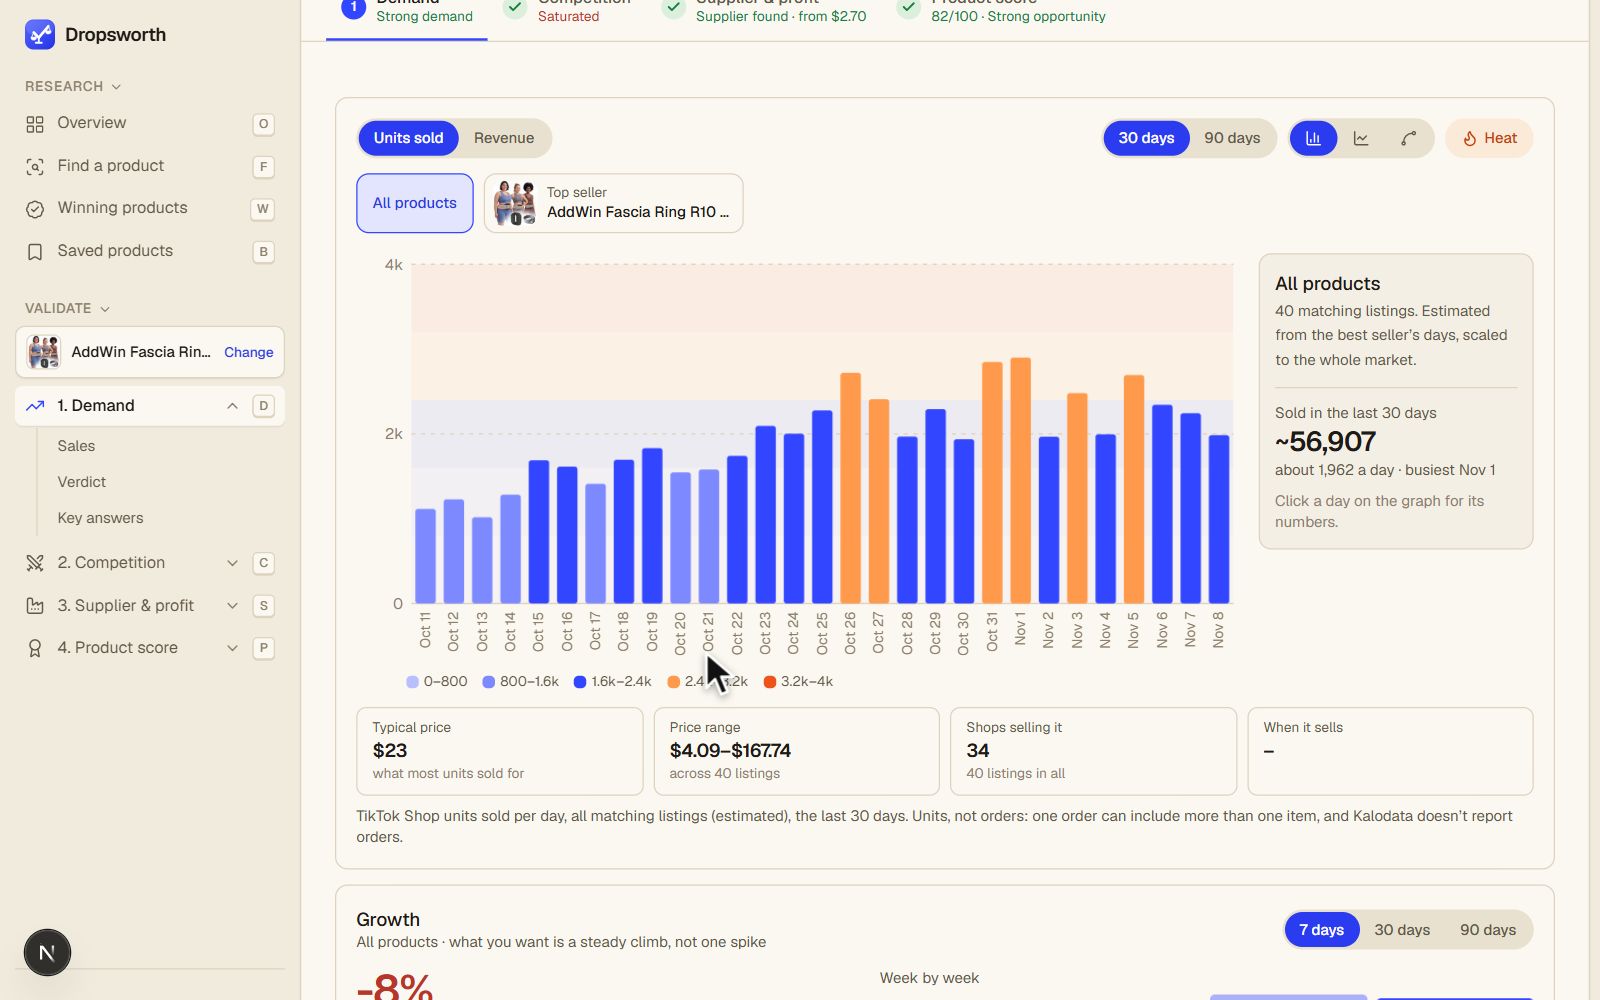 Dropsworth
RESEARCH
Overview
O
Find a product
F
Winning products
W
Saved products
B
VALIDATE
AddWin Fascia Rin...
Change
1. Demand
D
Sales
Verdict
Key answers
2. Competition
C
3. Supplier & profit
S
4. Product score
P
N
1
Strong demand
Saturated
Supplier found · from $2.70
82/100 · Strong opportunity
Units sold
Revenue
30 days
90 days
Heat
All products
Top seller
AddWin Fascia Ring R10 ...
4k
2k
0
Oct 11
Oct 12
Oct 13
Oct 14
Oct 15
Oct 16
Oct 17
Oct 18
Oct 19
Oct 20
Oct 21
Oct 22
Oct 23
Oct 24
Oct 25
Oct 26
Oct 27
Oct 28
Oct 29
Oct 30
Oct 31
Nov 1
Nov 2
Nov 3
Nov 4
Nov 5
Nov 6
Nov 7
Nov 8
0–800
800–1.6k
1.6k–2.4k
3.2k–4k
All products
40 matching listings. Estimated
from the best seller's days, scaled
to the whole market.
Sold in the last 30 days
~56,907
about 1,962 a day · busiest Nov 1
Click a day on the graph for its
numbers.
Typical price
$23
what most units sold for
Price range
$4.09–$167.74
across 40 listings
Shops selling it
34
40 listings in all
When it sells
–
TikTok Shop units sold per day, all matching listings (estimated), the last 30 days. Units, not orders: one order can include more than one item, and Kalodata doesn't report
orders.
Growth
All products · what you want is a steady climb, not one spike
7 days
30 days
90 days
-8%
Week by week